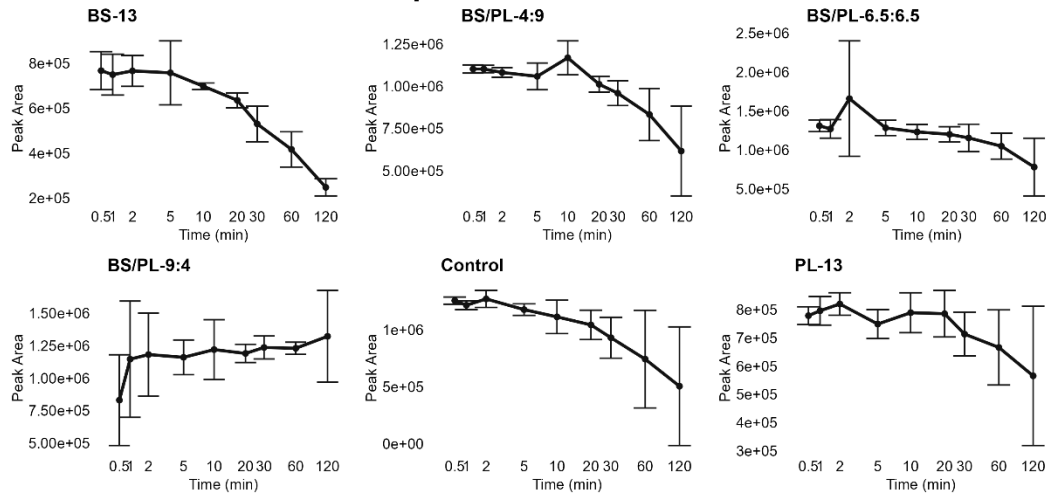 BS-13
Peak Area
8e+05
6e+05
4e+05
2e+05
0.5 1 2 5 10 20 30 60 120
Time (min)
BS/PL-4:9
Peak Area
1.25e+06
1.00e+06
7.50e+05
5.00e+05
0.5 1 2 5 10 20 30 60 120
Time (min)
BS/PL-6.5:6.5
Peak Area
2.5e+06
2.0e+06
1.5e+06
1.0e+06
5.0e+05
0.5 1 2 5 10 20 30 60 120
Time (min)
BS/PL-9:4
Peak Area
1.50e+06
1.25e+06
1.00e+06
7.50e+05
5.00e+05
0.5 1 2 5 10 20 30 60 120
Time (min)
Control
Peak Area
1e+06
5e+05
0e+00
0.5 1 2 5 10 20 30 60 120
Time (min)
PL-13
Peak Area
8e+05
7e+05
6e+05
5e+05
4e+05
3e+05
0.5 1 2 5 10 20 30 60 120
Time (min)